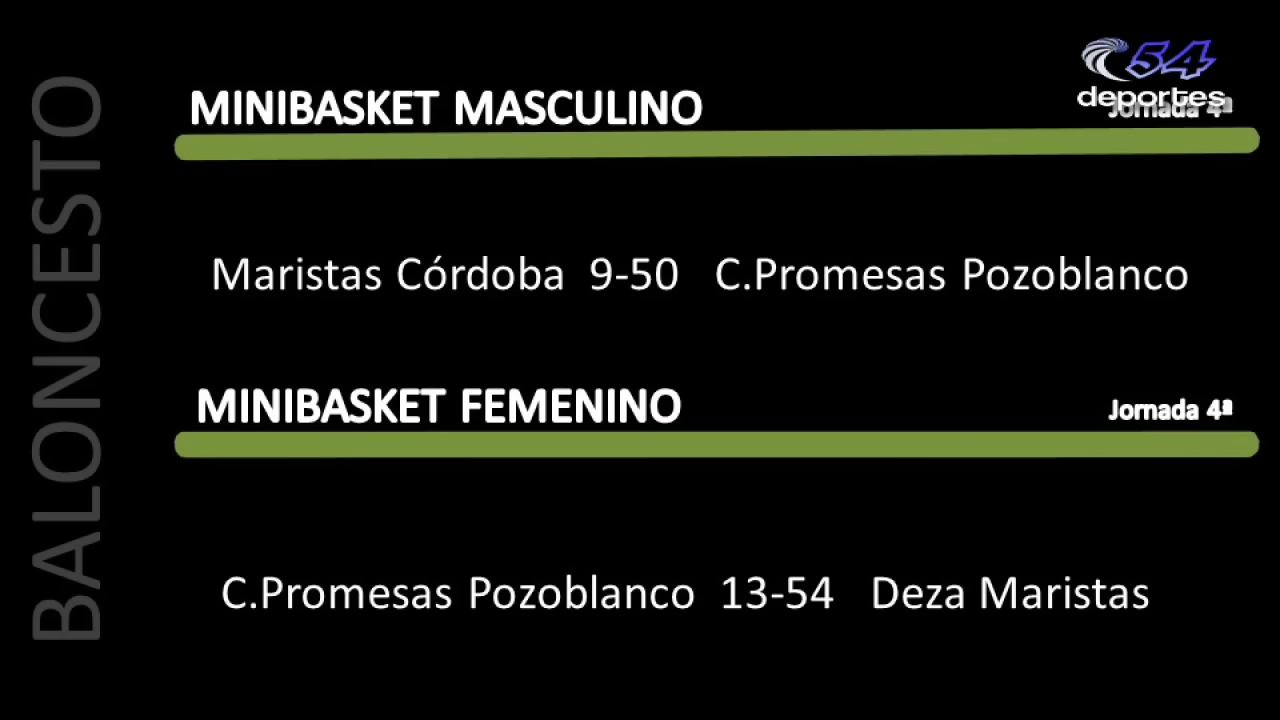 BALONCESTO
54
deportes
MINIBASKET MASCULINO
Jornada 4ª
Maristas Córdoba 9-50 C.Promesas Pozoblanco
MINIBASKET FEMENINO
Jornada 4ª
C.Promesas Pozoblanco 13-54 Deza Maristas